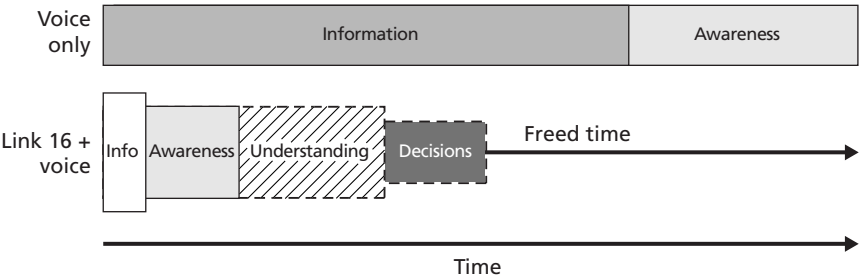 Voice
only
Information
Awareness
Link 16 +
voice
Info
Awareness
Understanding
Decisions
Freed time
Time